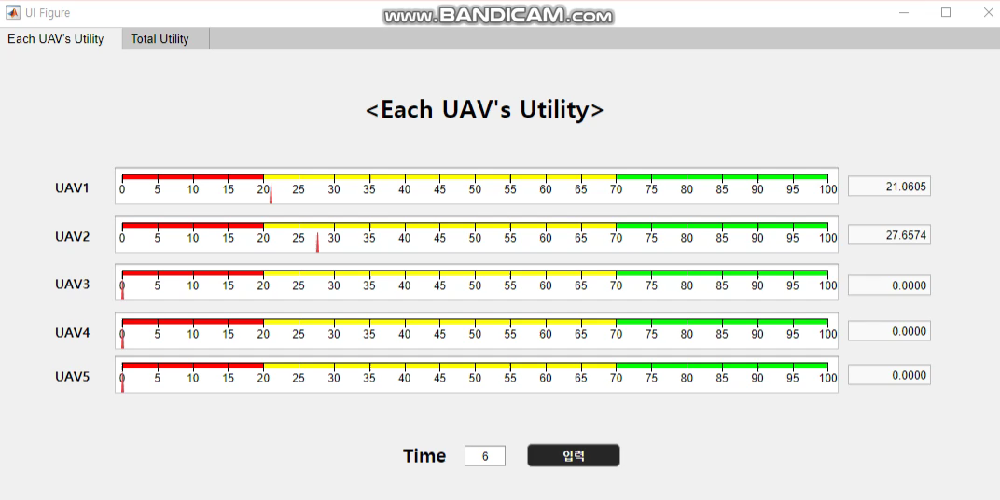 UI Figure
www.BANDICAM.com
Each UAV's Utility Total Utility
<Each UAV's Utility>
UAV1 0 5 10 15 20 25 30 35 40 45 50 55 60 65 70 75 80 85 90 95 100 21.0605
UAV2 0 5 10 15 20 25 30 35 40 45 50 55 60 65 70 75 80 85 90 95 100 27.6574
UAV3 0 5 10 15 20 25 30 35 40 45 50 55 60 65 70 75 80 85 90 95 100 0.0000
UAV4 0 5 10 15 20 25 30 35 40 45 50 55 60 65 70 75 80 85 90 95 100 0.0000
UAV5 0 5 10 15 20 25 30 35 40 45 50 55 60 65 70 75 80 85 90 95 100 0.0000
Time 6 입력